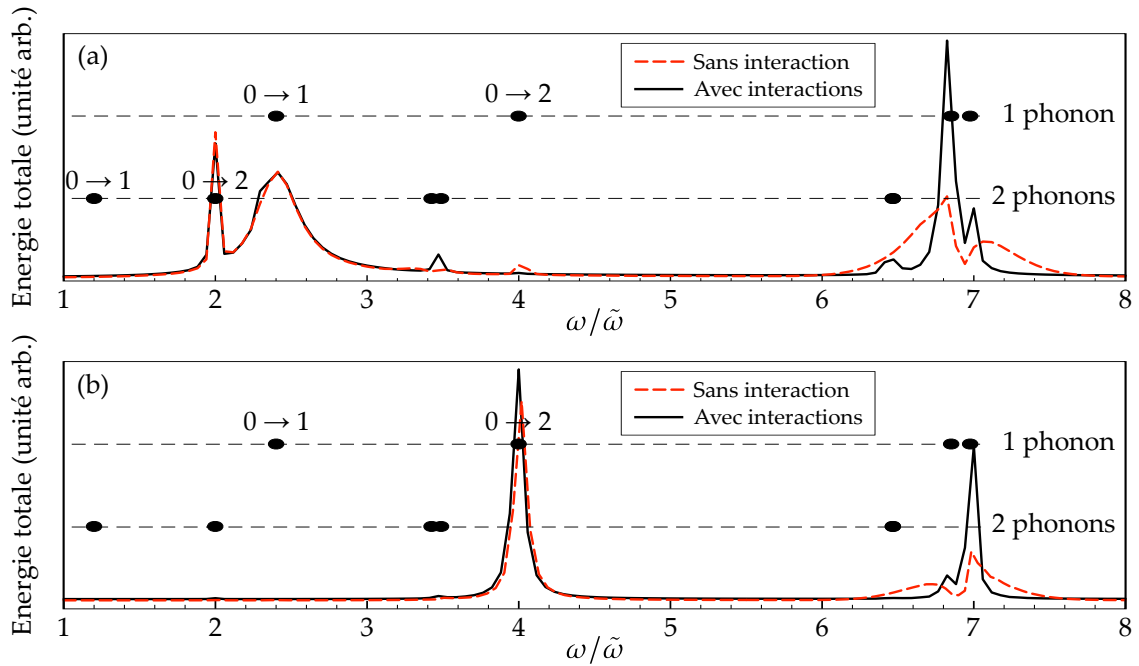 (a)
Sans interaction
Avec interactions
0 → 1
0 → 2
1 phonon
0 → 1
0 → 2
2 phonons
Energie totale (unité arb.)
1 2 3 4 5 6 7 8
ω/ω̃
(b)
Sans interaction
Avec interactions
0 → 1
0 → 2
1 phonon
2 phonons
Energie totale (unité arb.)
1 2 3 4 5 6 7 8
ω/ω̃